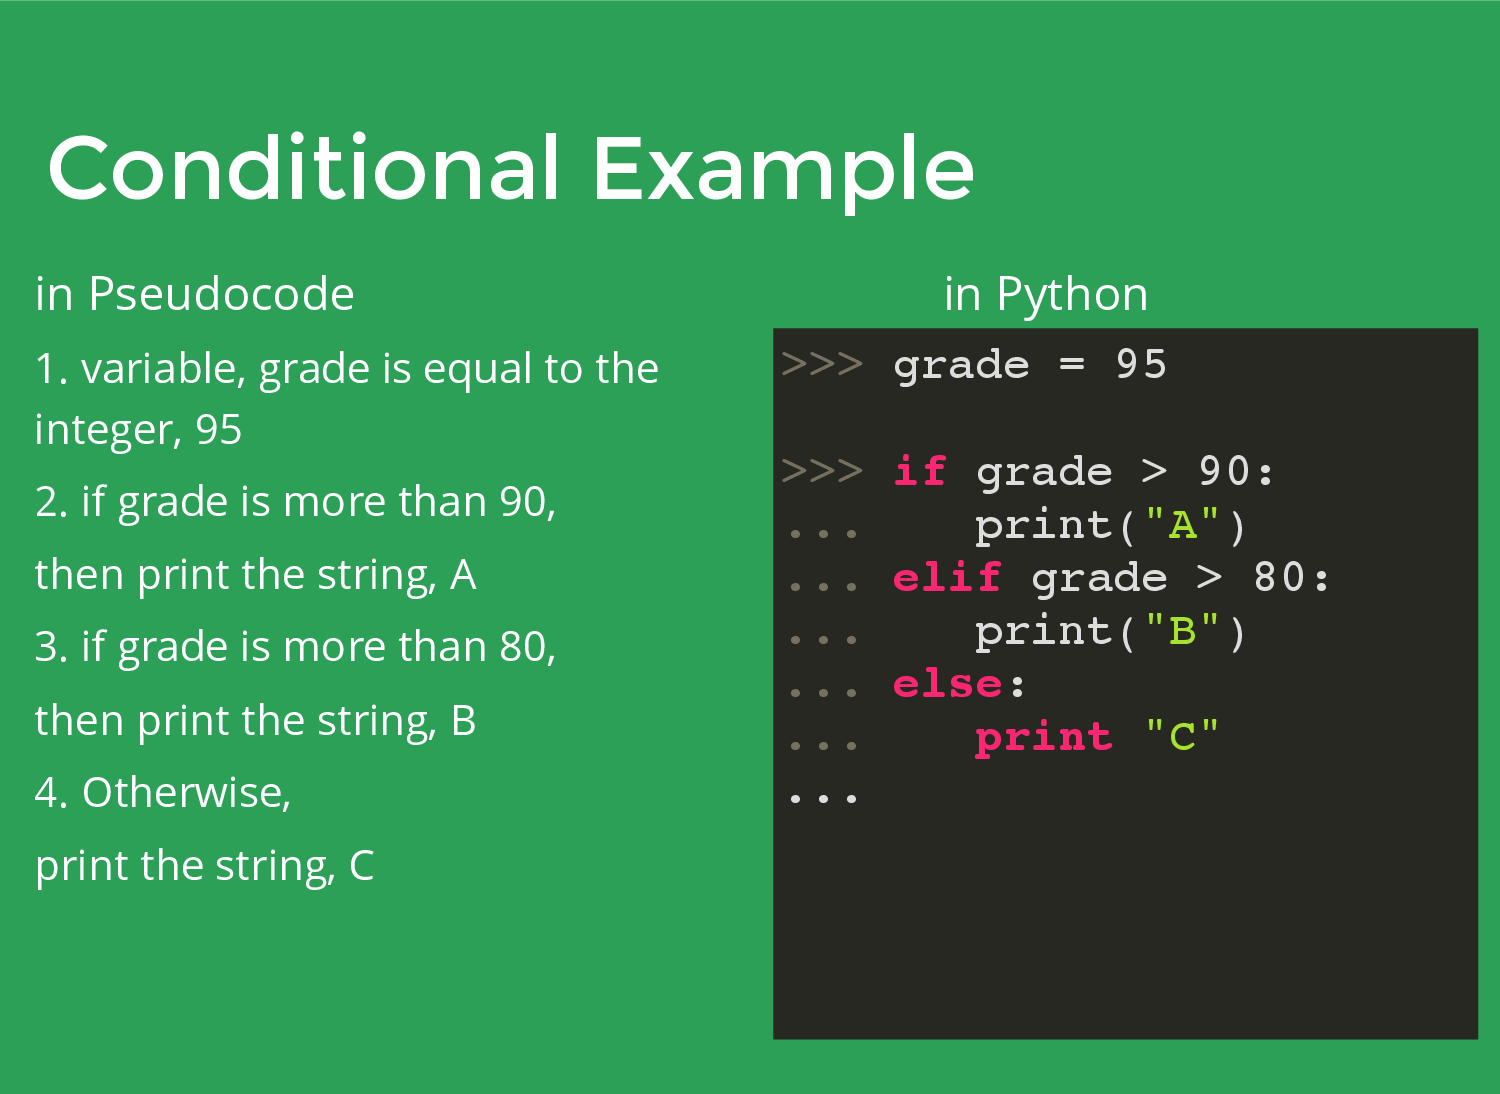 Conditional Example
in Pseudocode
1. variable, grade is equal to the
integer, 95
2. if grade is more than 90,
then print the string, A
3. if grade is more than 80,
then print the string, B
4. Otherwise,
print the string, C
in Python
>>> grade = 95
>>> if grade > 90:
...    print("A")
... elif grade > 80:
...    print("B")
... else:
...    print "C"
...